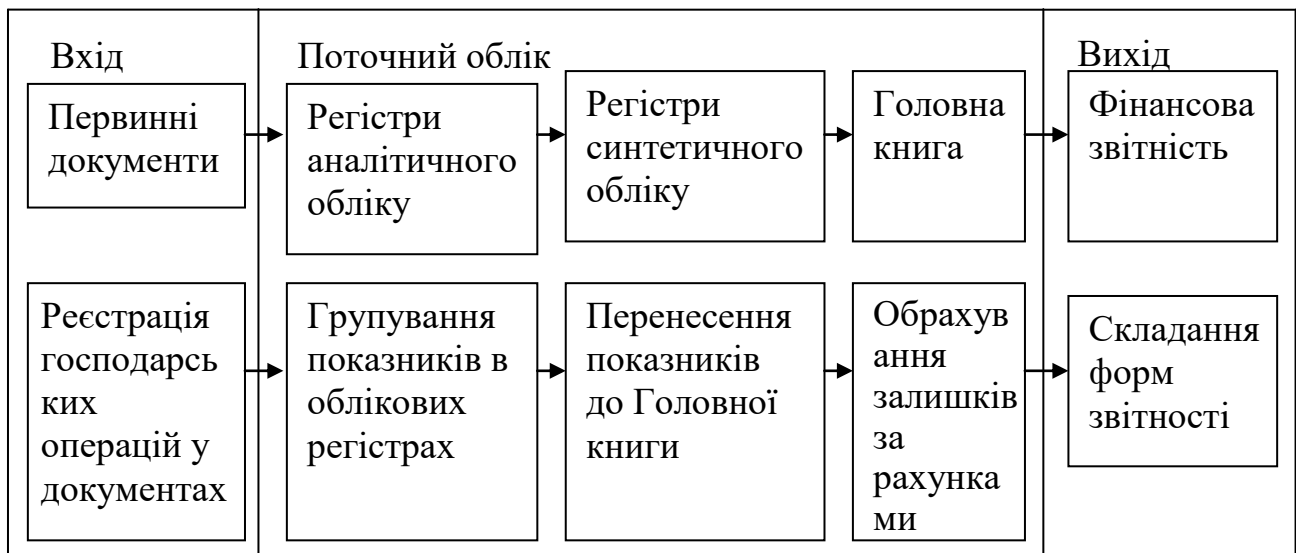 Вхід
Поточний облік
Вихід
Первинні
документи
Регістри
аналітичного
обліку
Регістри
синтетичного
обліку
Головна
книга
Фінансова
звітність
Реєстрація
господарсь
ких
операцій у
документах
Групування
показників в
облікових
регістрах
Перенесення
показників
до Головної
книги
Обрахув
ання
залишків
за
рахунка
ми
Складання
форм
звітності